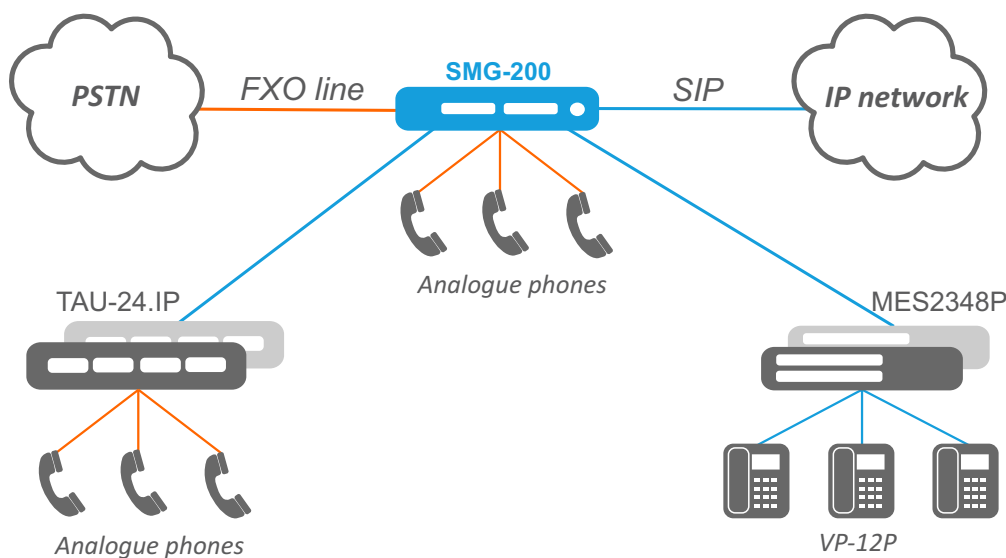 SMG-200
PSTN
FXO line
SIP
IP network
Analogue phones
TAU-24.IP
MES2348P
Analogue phones
VP-12P